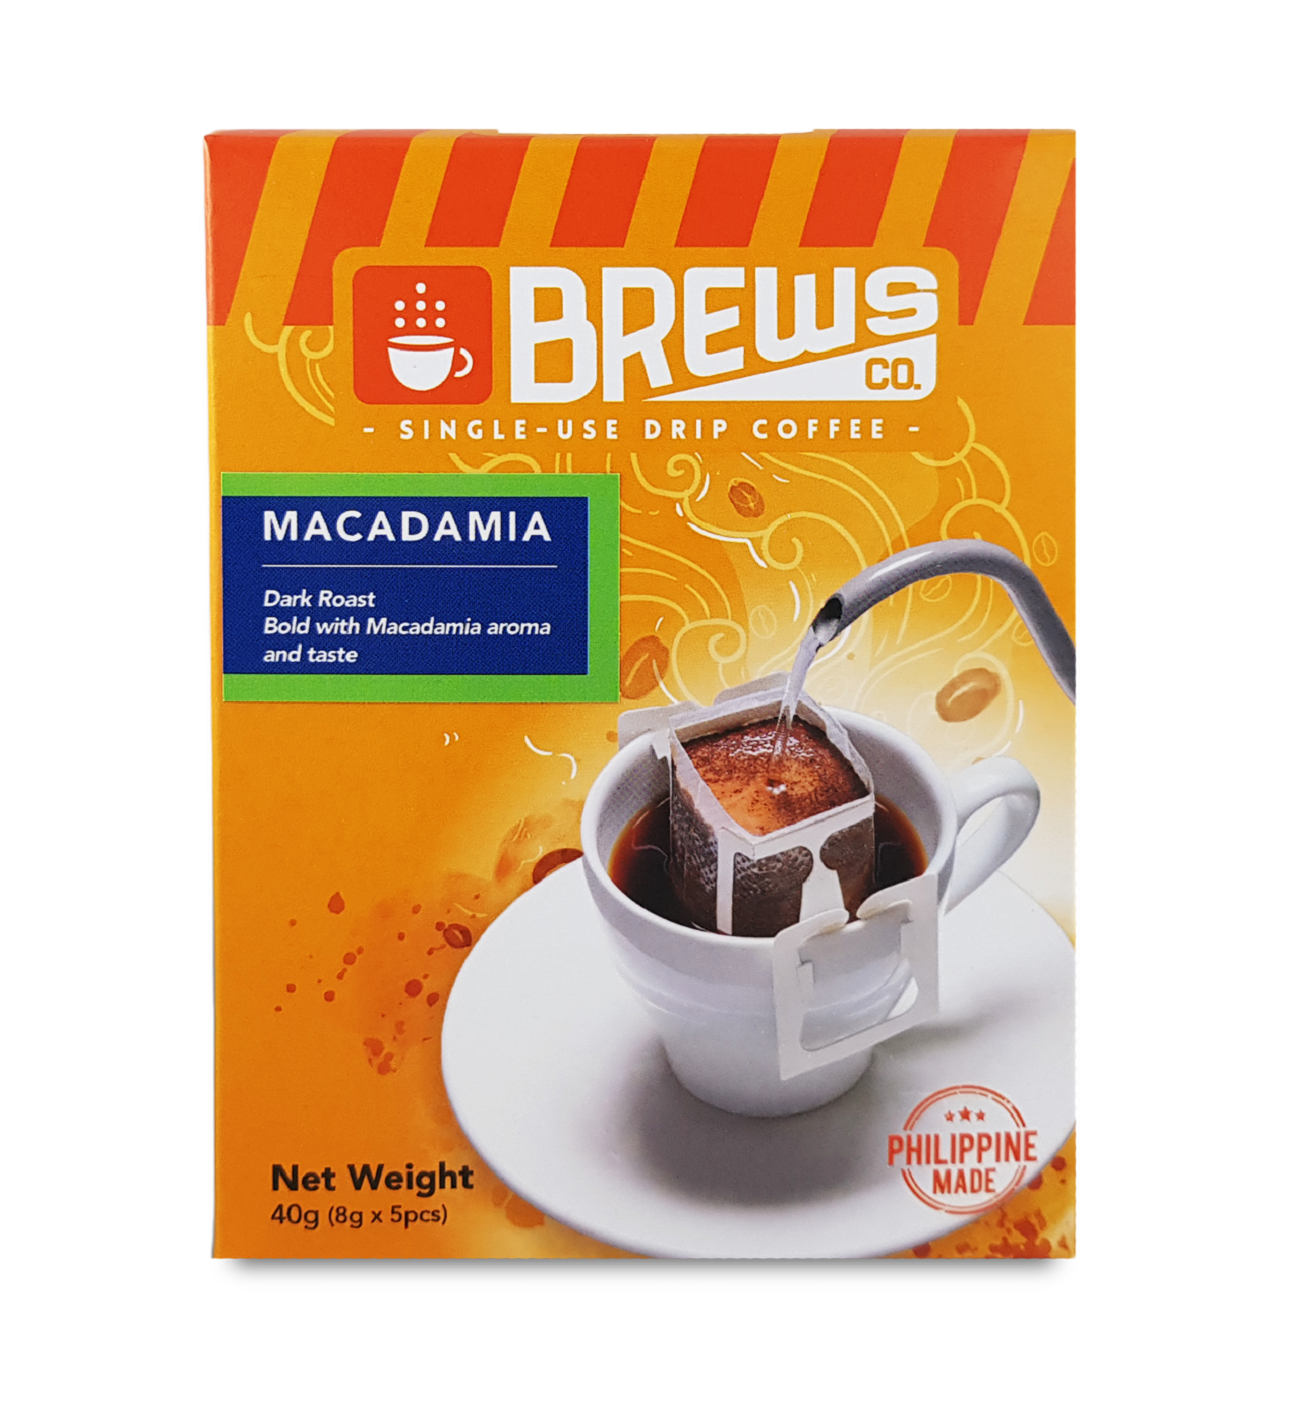 BREWS
CO.
- SINGLE-USE DRIP COFFEE -
MACADAMIA
Dark Roast
Bold with Macadamia aroma
and taste
PHILIPPINE
MADE
Net Weight
40g (8g x 5pcs)